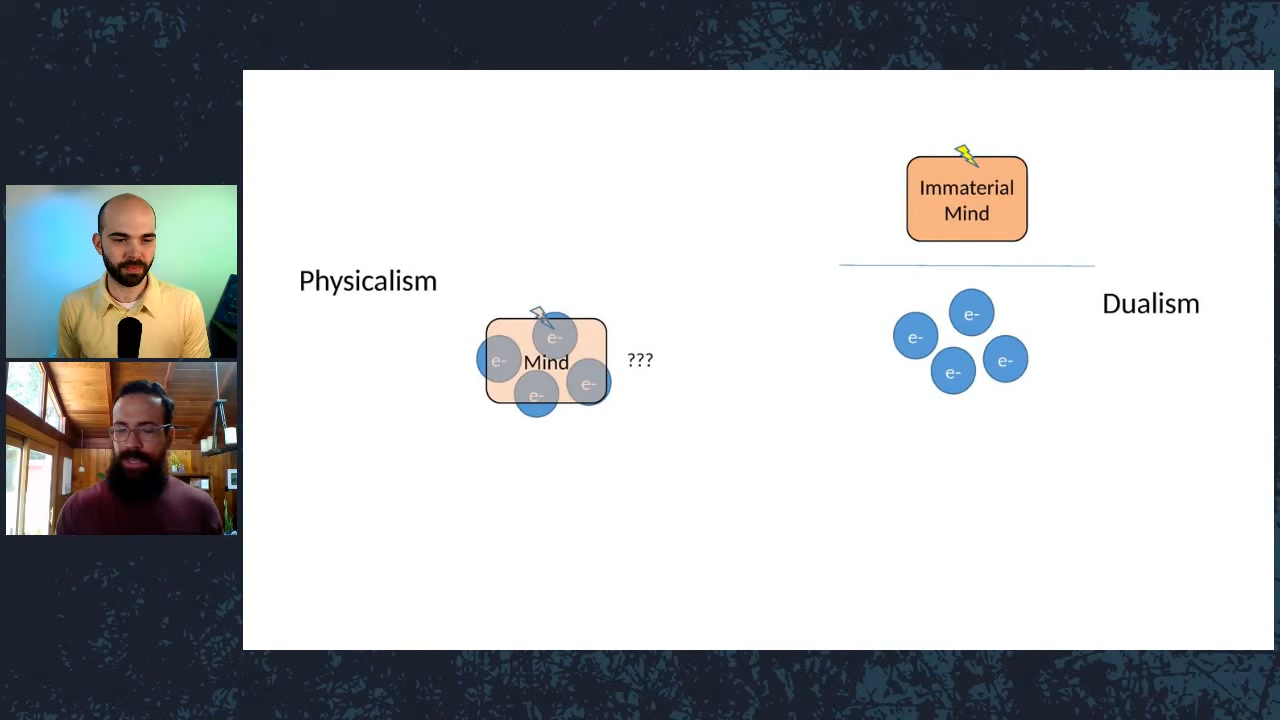 Physicalism
e-
e-
Mind
e-
e-
???
Immaterial
Mind
e-
e-
e-
e-
Dualism